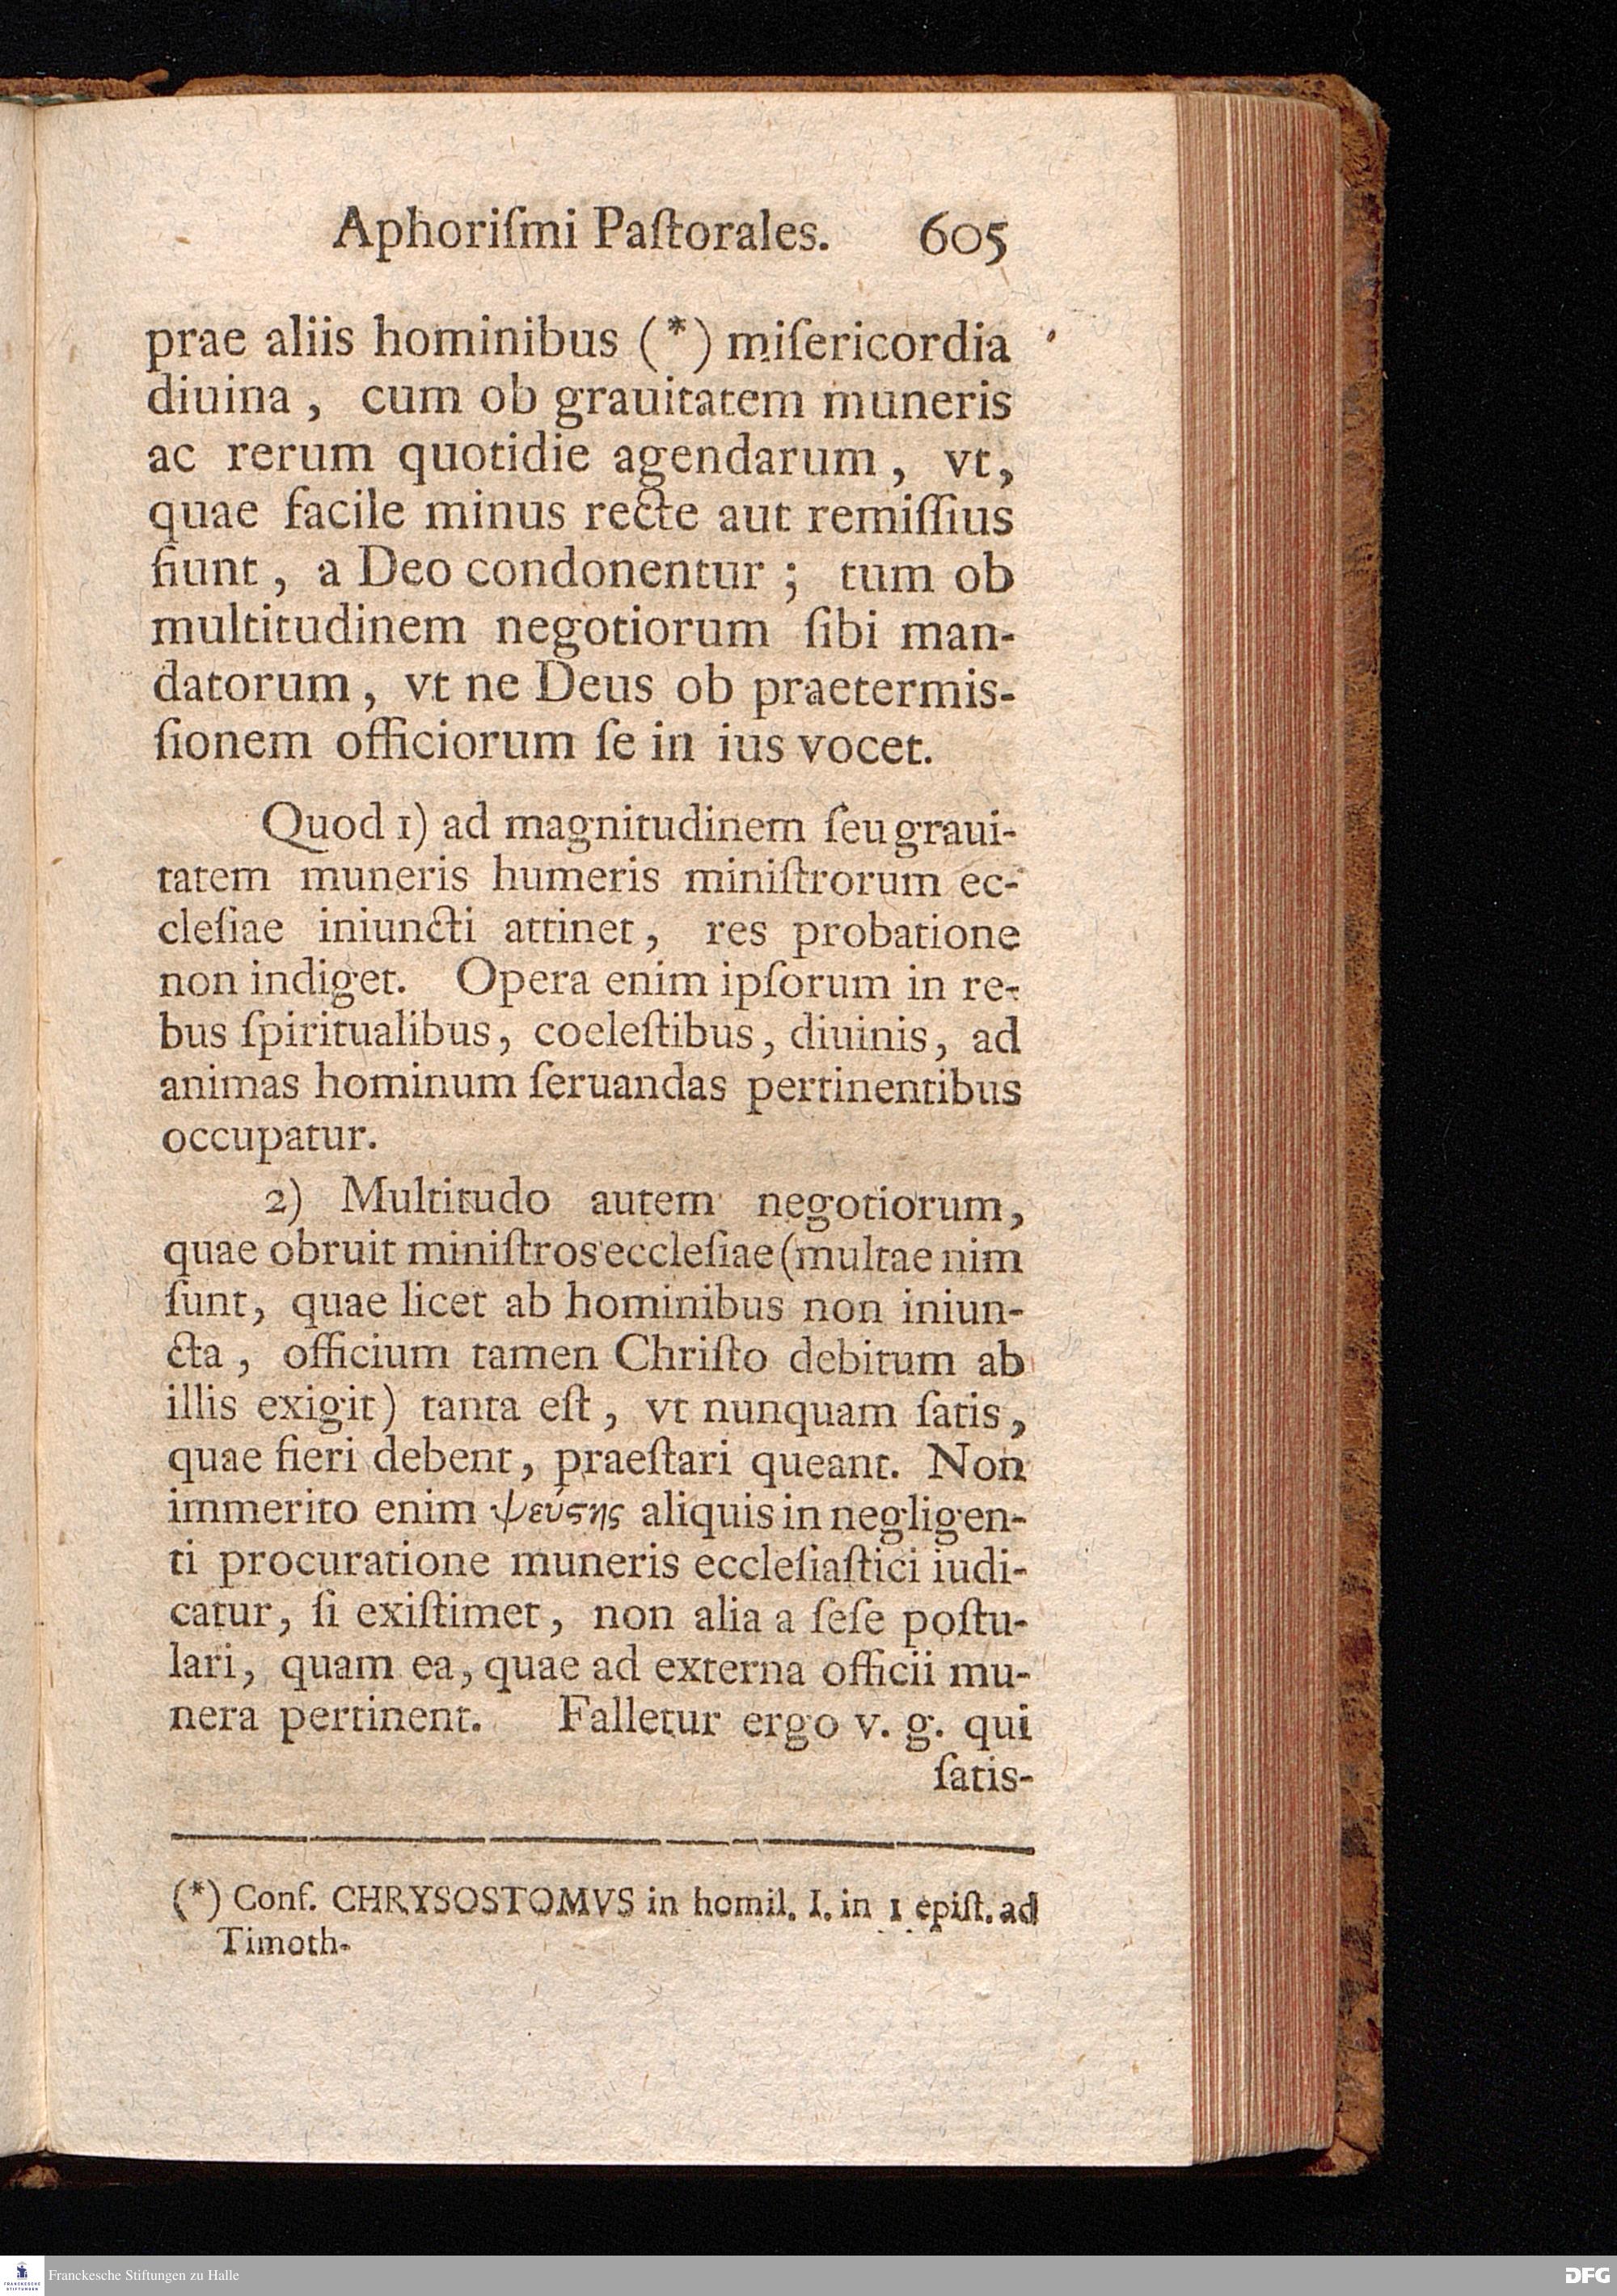 Aphoriſmi Paſtorales. 605
prae aliis hominibus (*) miſericordia
diuina, cum ob grauitatem muneris
ac rerum quotidie agendarum, vt,
quae facile minus recte aut remiſſius
fiunt, a Deo condonentur; tum ob
multitudinem negotiorum ſibi man-
datorum, vt ne Deus ob praetermis-
ſionem officiorum ſe in ius vocet.
Quod 1) ad magnitudinem ſeu graui-
tatem muneris humeris miniſtrorum ec-
cleſiae iniuncti attinet, res probatione
non indiget. Opera enim ipſorum in re-
bus ſpiritualibus, coeleſtibus, diuinis, ad
animas hominum ſeruandas pertinentibus
occupatur.
2) Multitudo autem negotiorum,
quae obruit miniſtros eccleſiae (multae nim
ſunt, quae licet ab hominibus non iniun-
cta, officium tamen Chriſto debitum ab
illis exigit) tanta eſt, vt nunquam ſatis,
quae fieri debent, praeſtari queant. Non
immerito enim ψεύϛης aliquis in negligen-
ti procuratione muneris eccleſiaſtici iudi-
catur, ſi exiſtimet, non alia a ſeſe poſtu-
lari, quam ea, quae ad externa officii mu-
nera pertinent. Falletur ergo v. g. qui
ſatis-
(*) Conf. CHRYSOSTOMVS in homil. I. in 1 epiſt. ad
Timoth.
FRANCKESCHE
STIFTUNGEN
Franckesche Stiftungen zu Halle
DFG